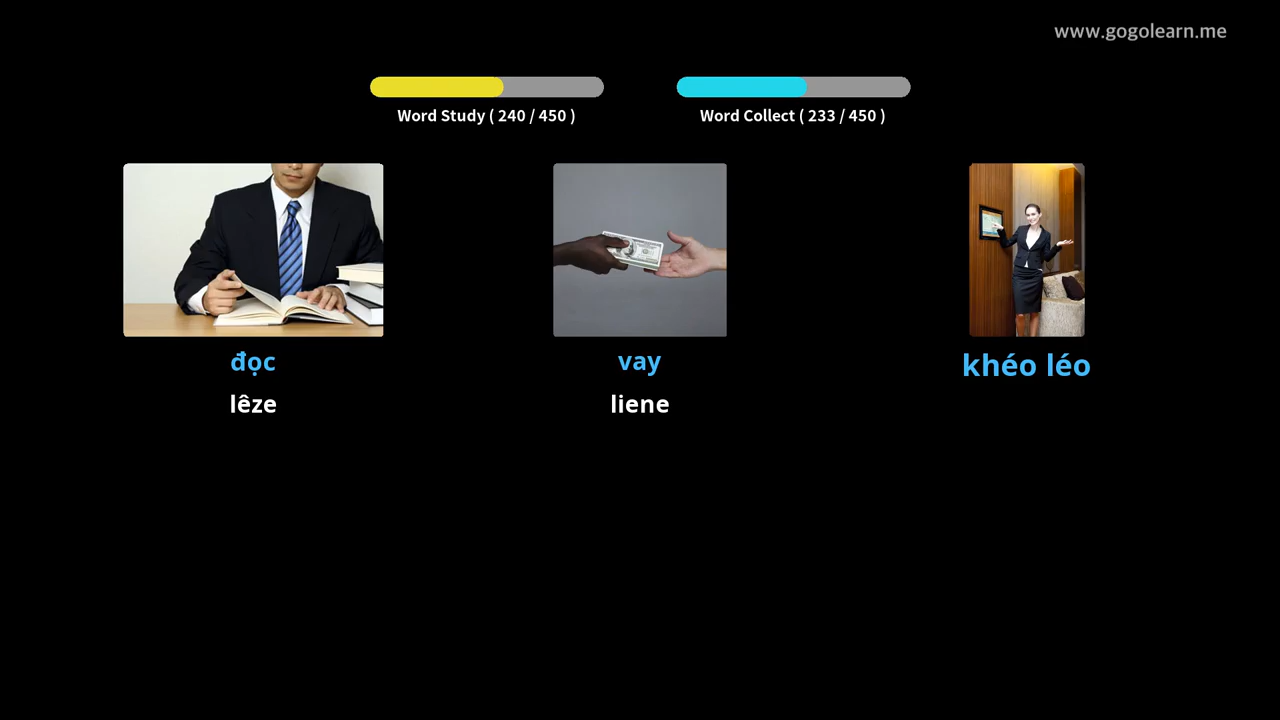 www.gogolearn.me
Word Study ( 240 / 450 )
Word Collect ( 233 / 450 )
đọc
lêze
vay
liene
khéo léo